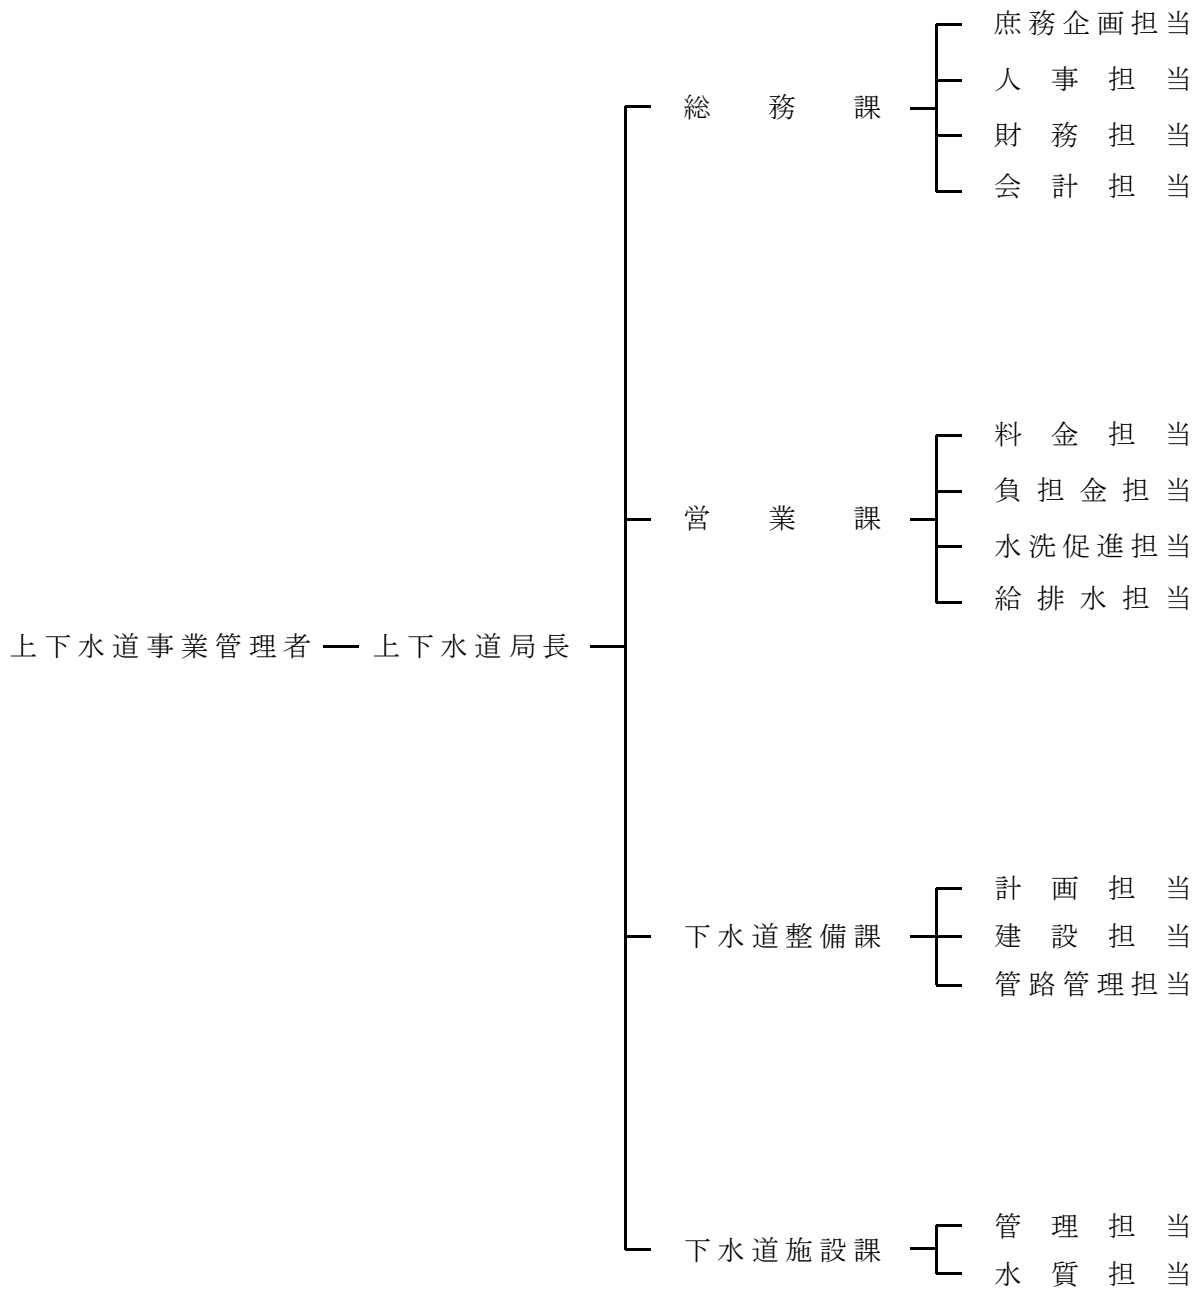 上下水道事業管理者
上下水道局長
総務課
庶務企画担当
人事担当
財務担当
会計担当
営業課
料金担当
負担金担当
水洗促進担当
給排水担当
下水道整備課
計画担当
建設担当
管路管理担当
下水道施設課
管理担当
水質担当